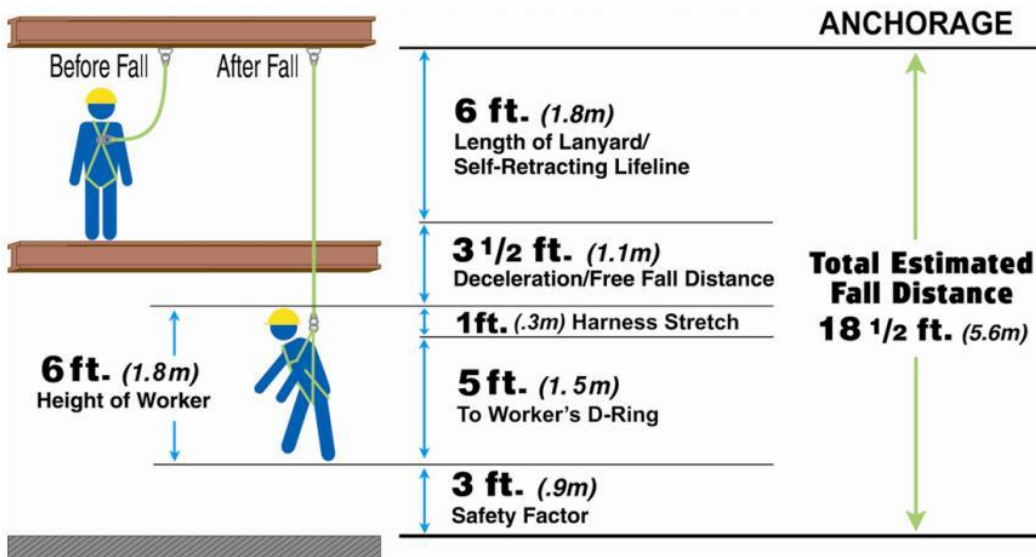 ANCHORAGE
Before Fall
After Fall
6 ft. (1.8m)
Length of Lanyard/
Self-Retracting Lifeline
3 1/2 ft. (1.1m)
Deceleration/Free Fall Distance
Total Estimated
Fall Distance
18 1/2 ft. (5.6m)
1ft. (.3m) Harness Stretch
6 ft. (1.8m)
Height of Worker
5 ft. (1.5m)
To Worker's D-Ring
3 ft. (.9m)
Safety Factor